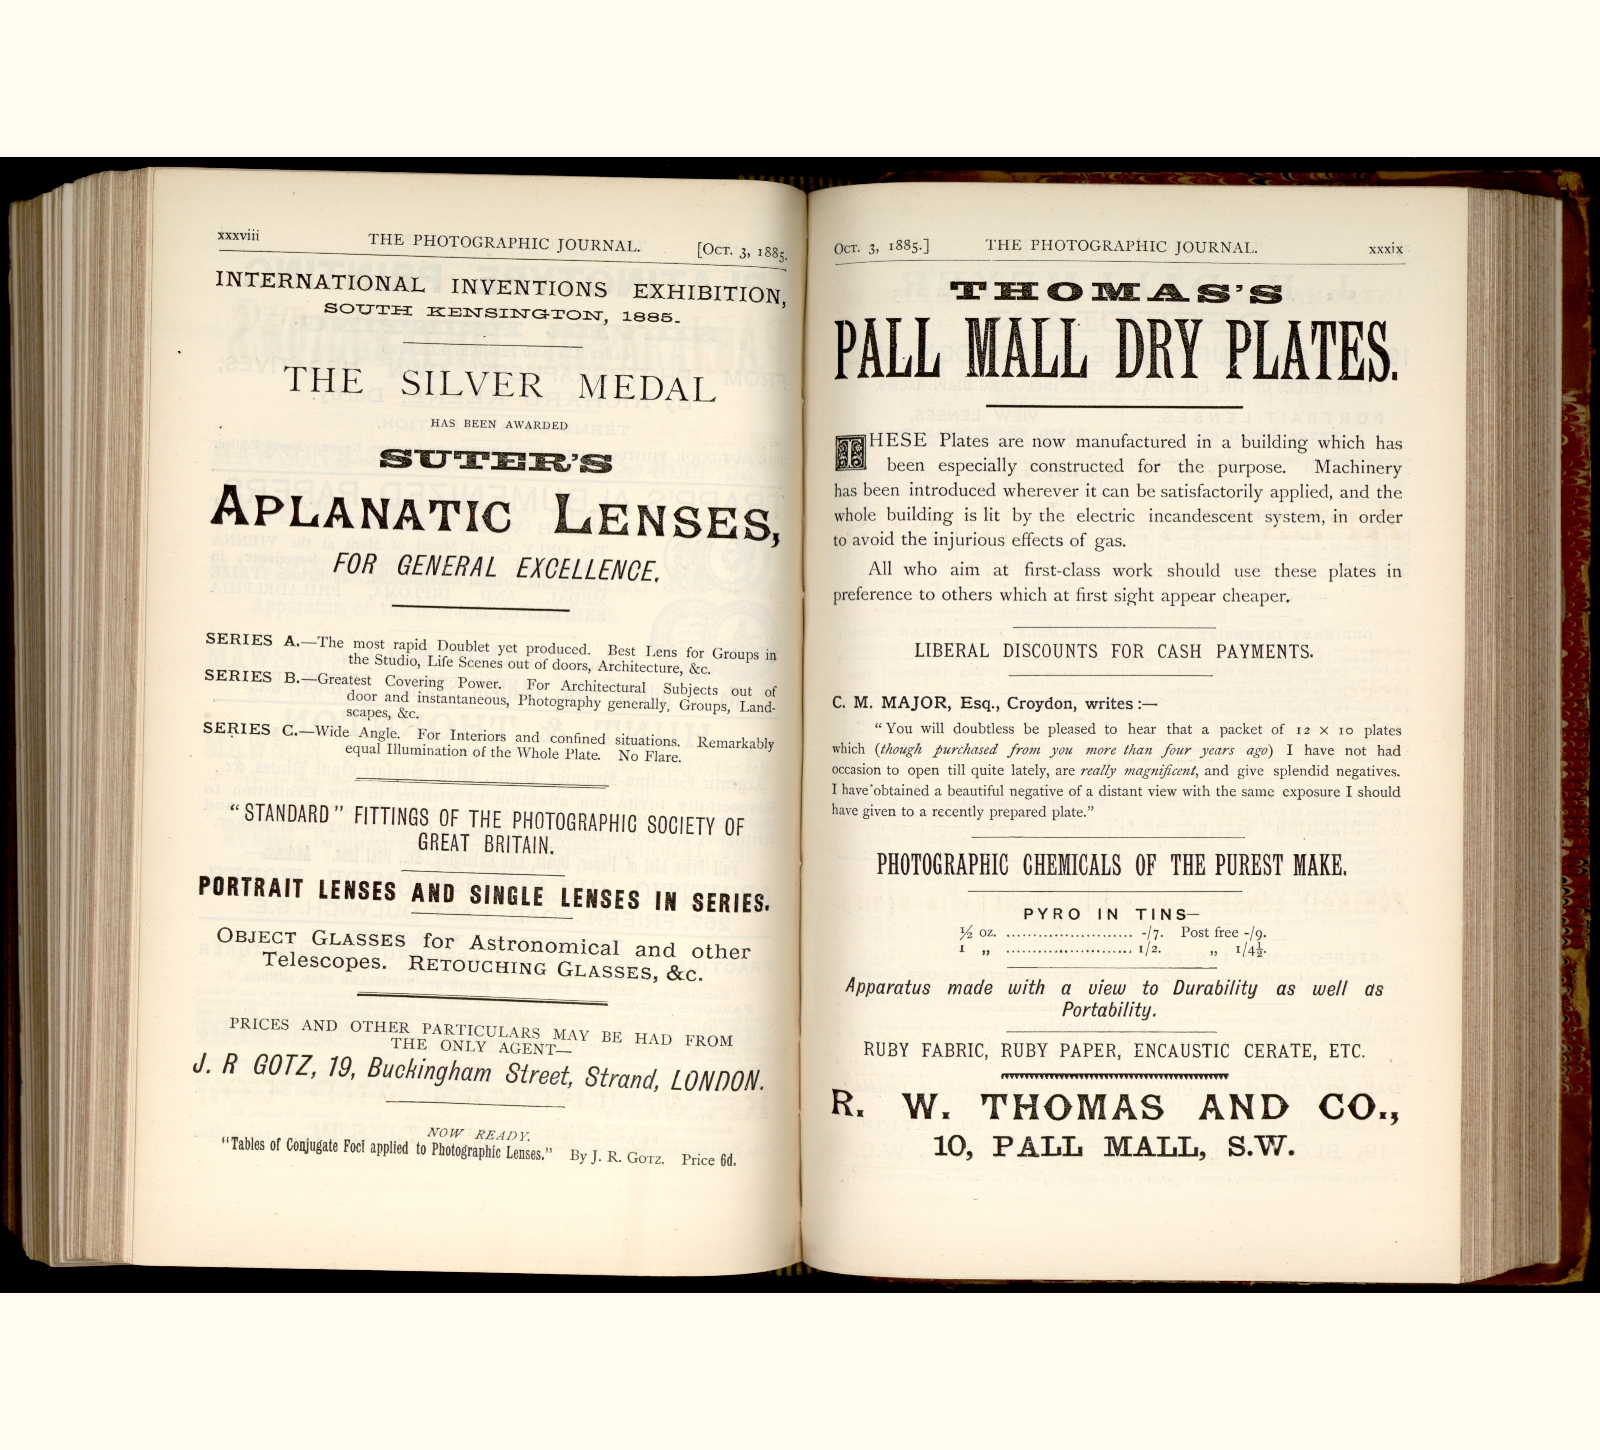 xxxviii THE PHOTOGRAPHIC JOURNAL. [Oct. 3, 1885.
INTERNATIONAL INVENTIONS EXHIBITION,
SOUTH KENSINGTON, 1885.
THE SILVER MEDAL
HAS BEEN AWARDED
SUTER'S
APLANATIC LENSES,
FOR GENERAL EXCELLENCE.
SERIES A.—The most rapid Doublet yet produced. Best Lens for Groups in
the Studio, Life Scenes out of doors, Architecture, &c.
SERIES B.—Greatest Covering Power. For Architectural Subjects out of
door and instantaneous, Photography generally, Groups, Land-
scapes, &c.
SERIES C.—Wide Angle. For Interiors and confined situations. Remarkably
equal Illumination of the Whole Plate. No Flare.
"STANDARD" FITTINGS OF THE PHOTOGRAPHIC SOCIETY OF
GREAT BRITAIN.
PORTRAIT LENSES AND SINGLE LENSES IN SERIES.
OBJECT GLASSES for Astronomical and other
Telescopes. RETOUCHING GLASSES, &c.
PRICES AND OTHER PARTICULARS MAY BE HAD FROM
THE ONLY AGENT—
J. R GOTZ, 19, Buckingham Street, Strand, LONDON.
NOW READY.
"Tables of Conjugate Foci applied to Photographic Lenses." By J. R. GOTZ. Price 6d.
Oct. 3, 1885.] THE PHOTOGRAPHIC JOURNAL. xxxix
THOMAS'S
PALL MALL DRY PLATES.
THESE Plates are now manufactured in a building which has
been especially constructed for the purpose. Machinery
has been introduced wherever it can be satisfactorily applied, and the
whole building is lit by the electric incandescent system, in order
to avoid the injurious effects of gas.
All who aim at first-class work should use these plates in
preference to others which at first sight appear cheaper.
LIBERAL DISCOUNTS FOR CASH PAYMENTS.
C. M. MAJOR, Esq., Croydon, writes:—
"You will doubtless be pleased to hear that a packet of 12 × 10 plates
which (though purchased from you more than four years ago) I have not had
occasion to open till quite lately, are really magnificent, and give splendid negatives.
I have obtained a beautiful negative of a distant view with the same exposure I should
have given to a recently prepared plate."
PHOTOGRAPHIC CHEMICALS OF THE PUREST MAKE.
PYRO IN TINS—
½ oz. ........................ -/7. Post free -/9.
1 „ ........................ 1/2. „ 1/4½.
Apparatus made with a view to Durability as well as
Portability.
RUBY FABRIC, RUBY PAPER, ENCAUSTIC CERATE, ETC.
R. W. THOMAS AND CO.,
10, PALL MALL, S.W.